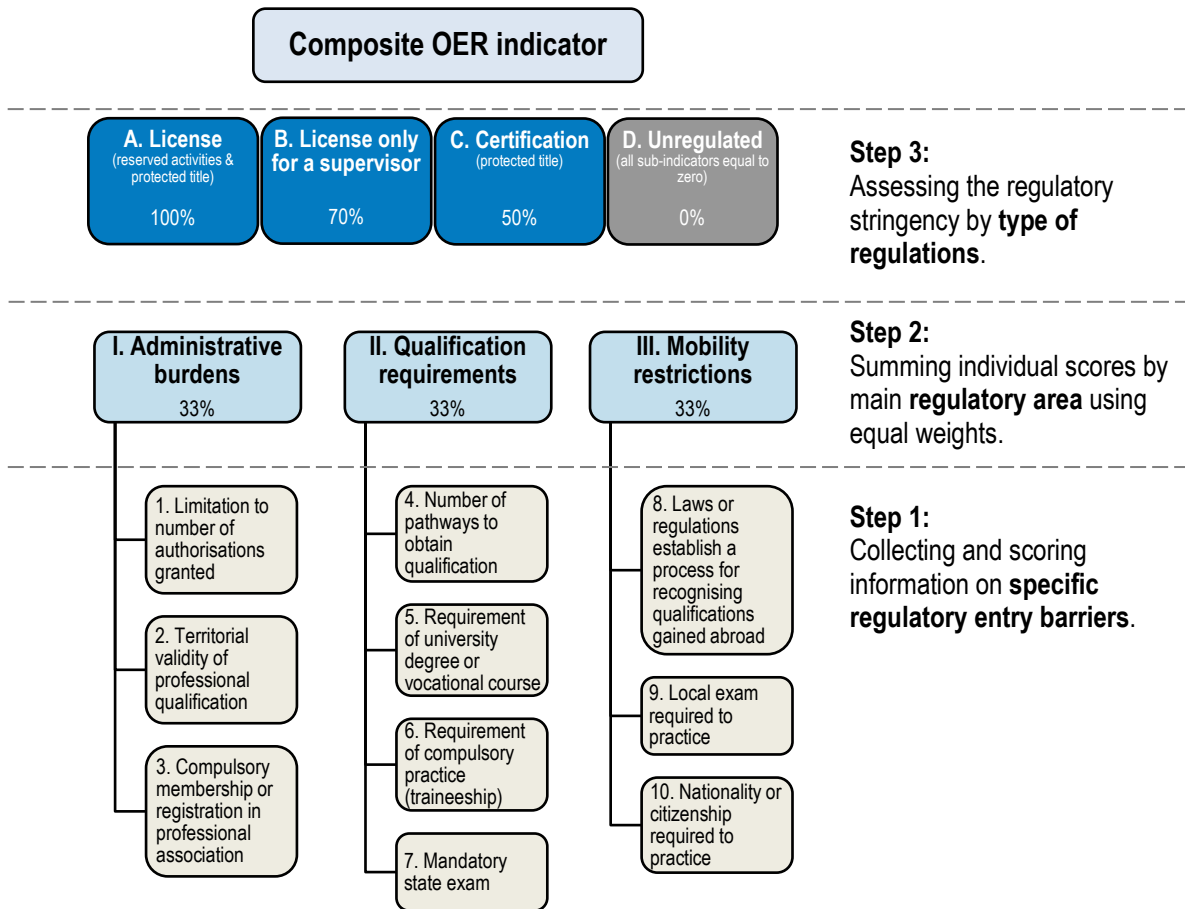 Composite OER indicator
A. License
(reserved activities &
protected title)
100%
B. License only
for a supervisor
70%
C. Certification
(protected title)
50%
D. Unregulated
(all sub-indicators equal to
zero)
0%
Step 3:
Assessing the regulatory
stringency by type of
regulations.
I. Administrative
burdens
33%
II. Qualification
requirements
33%
III. Mobility
restrictions
33%
Step 2:
Summing individual scores by
main regulatory area using
equal weights.
1. Limitation to
number of
authorisations
granted
2. Territorial
validity of
professional
qualification
3. Compulsory
membership or
registration in
professional
association
4. Number of
pathways to
obtain
qualification
5. Requirement
of university
degree or
vocational course
6. Requirement
of compulsory
practice
(traineeship)
7. Mandatory
state exam
8. Laws or
regulations
establish a
process for
recognising
qualifications
gained abroad
9. Local exam
required to
practice
10. Nationality or
citizenship
required to
practice
Step 1:
Collecting and scoring
information on specific
regulatory entry barriers.